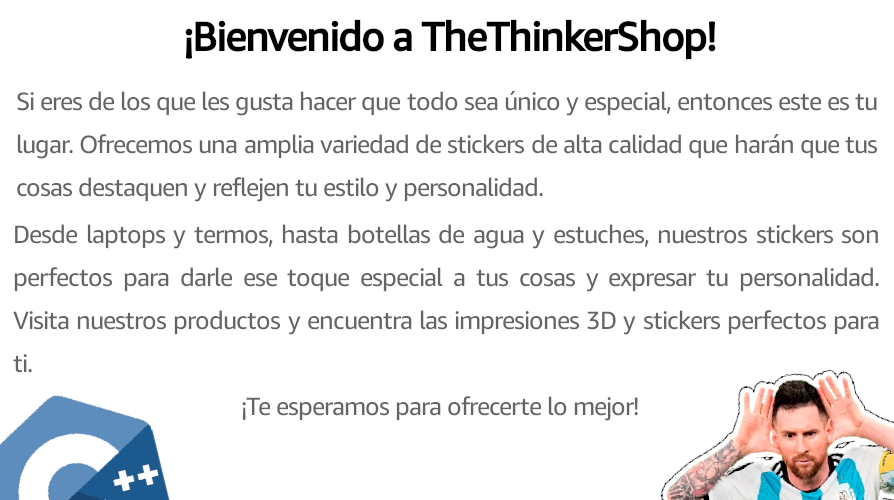 ¡Bienvenido a TheThinkerShop!
Si eres de los que les gusta hacer que todo sea único y especial, entonces este es tu
lugar. Ofrecemos una amplia variedad de stickers de alta calidad que harán que tus
cosas destaquen y reflejen tu estilo y personalidad.
Desde laptops y termos, hasta botellas de agua y estuches, nuestros stickers son
perfectos para darle ese toque especial a tus cosas y expresar tu personalidad.
Visita nuestros productos y encuentra las impresiones 3D y stickers perfectos para
ti.
¡Te esperamos para ofrecerte lo mejor!
C++